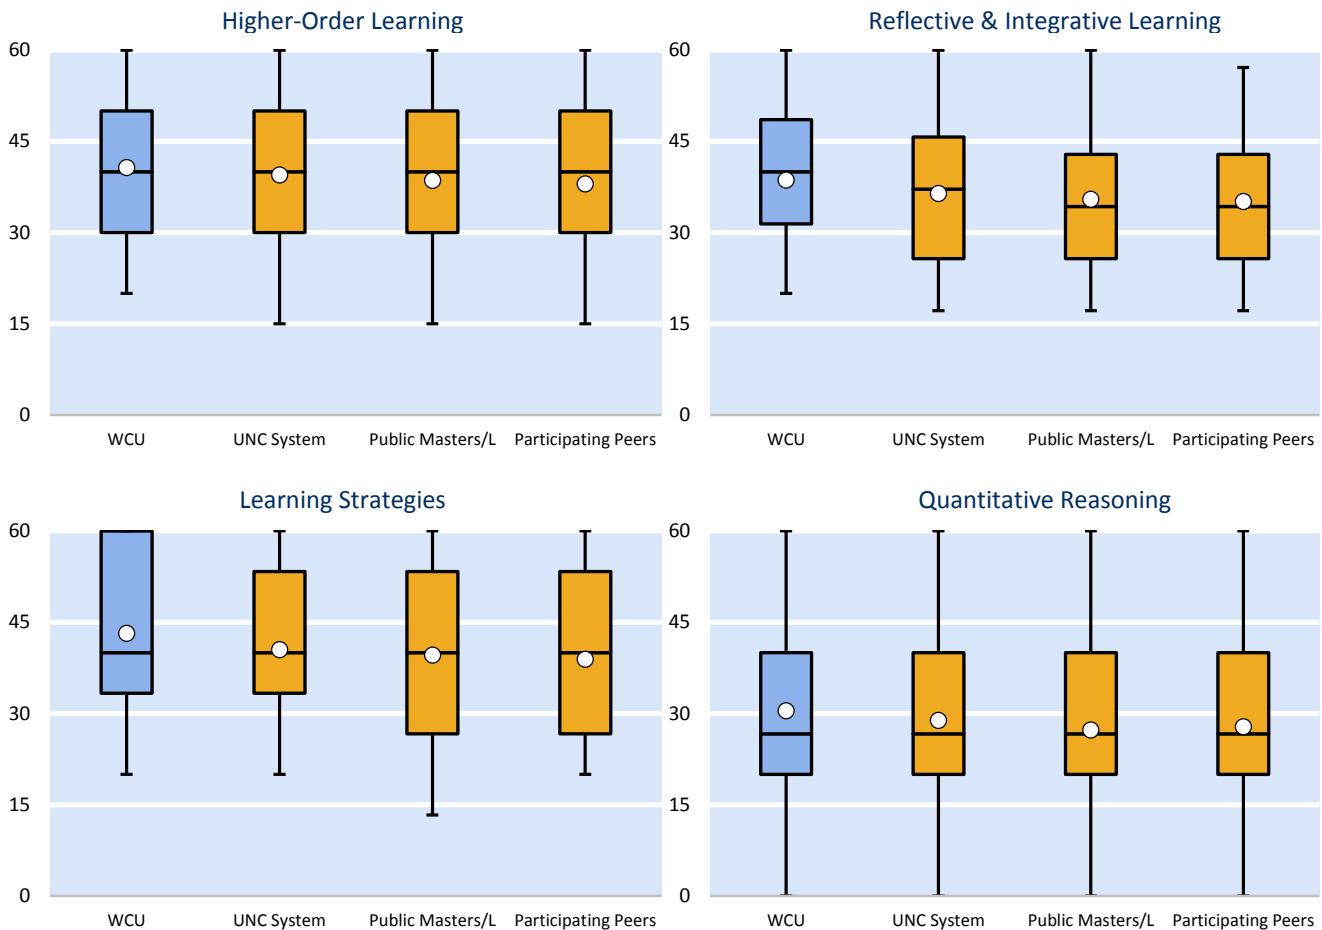 Higher-Order Learning
60
45
30
15
0
WCU UNC System Public Masters/L Participating Peers
Reflective & Integrative Learning
60
45
30
15
0
WCU UNC System Public Masters/L Participating Peers
Learning Strategies
60
45
30
15
0
WCU UNC System Public Masters/L Participating Peers
Quantitative Reasoning
60
45
30
15
0
WCU UNC System Public Masters/L Participating Peers